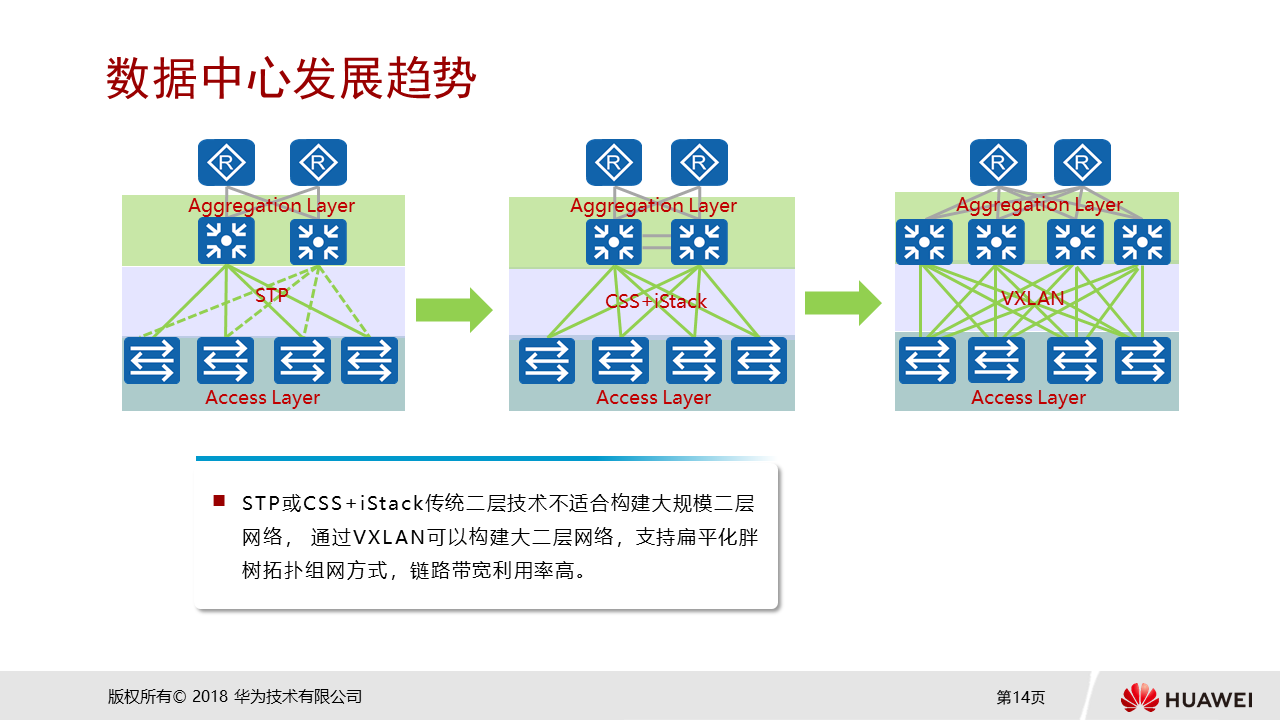 数据中心发展趋势
R R R R R R
Aggregation Layer Aggregation Layer Aggregation Layer
STP CSS+iStack VXLAN
Access Layer Access Layer Access Layer
STP或CSS+iStack传统二层技术不适合构建大规模二层
网络， 通过VXLAN可以构建大二层网络，支持扁平化胖
树拓扑组网方式，链路带宽利用率高。
版权所有© 2018 华为技术有限公司 第14页 HUAWEI